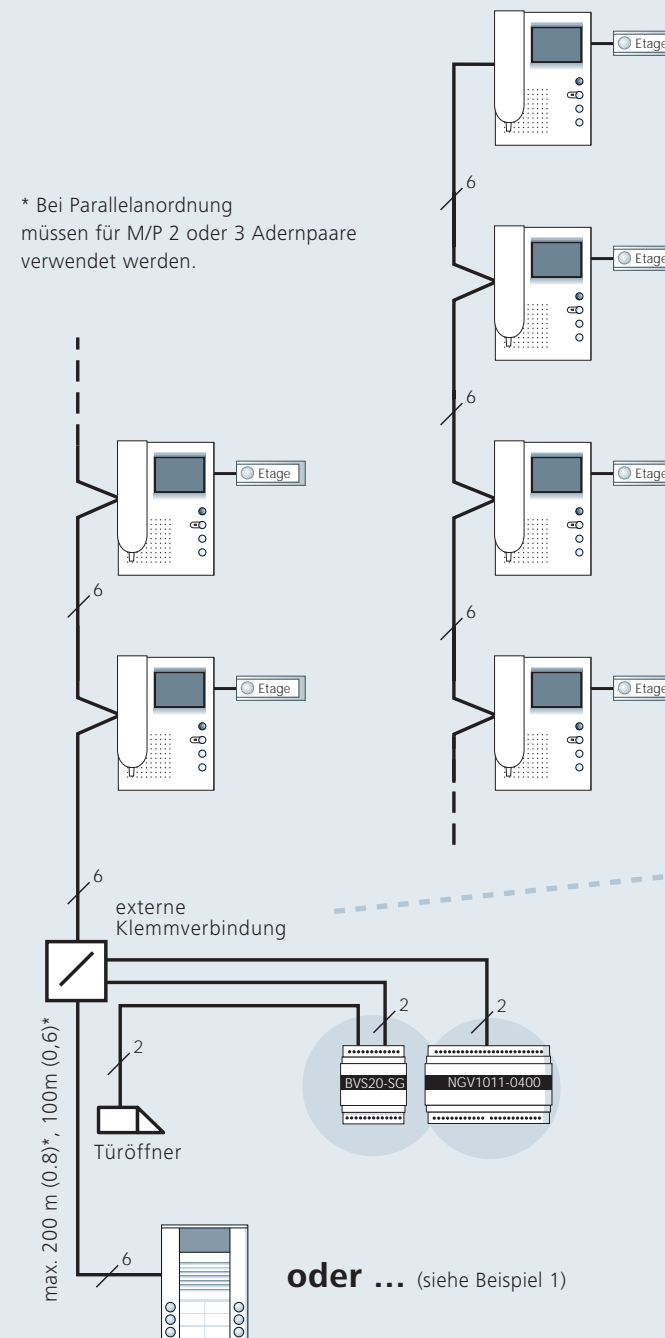 Etage
6
* Bei Parallelanordnung
müssen für M/P 2 oder 3 Adernpaare
verwendet werden.
Etage
6
Etage
Etage
6
6
Etage
Etage
6
externe
Klemmverbindung
2
2
2
BVS20-SG
NGV1011-0400
Türöffner
max. 200 m (0.8)*, 100m (0,6)*
6
oder ... (siehe Beispiel 1)